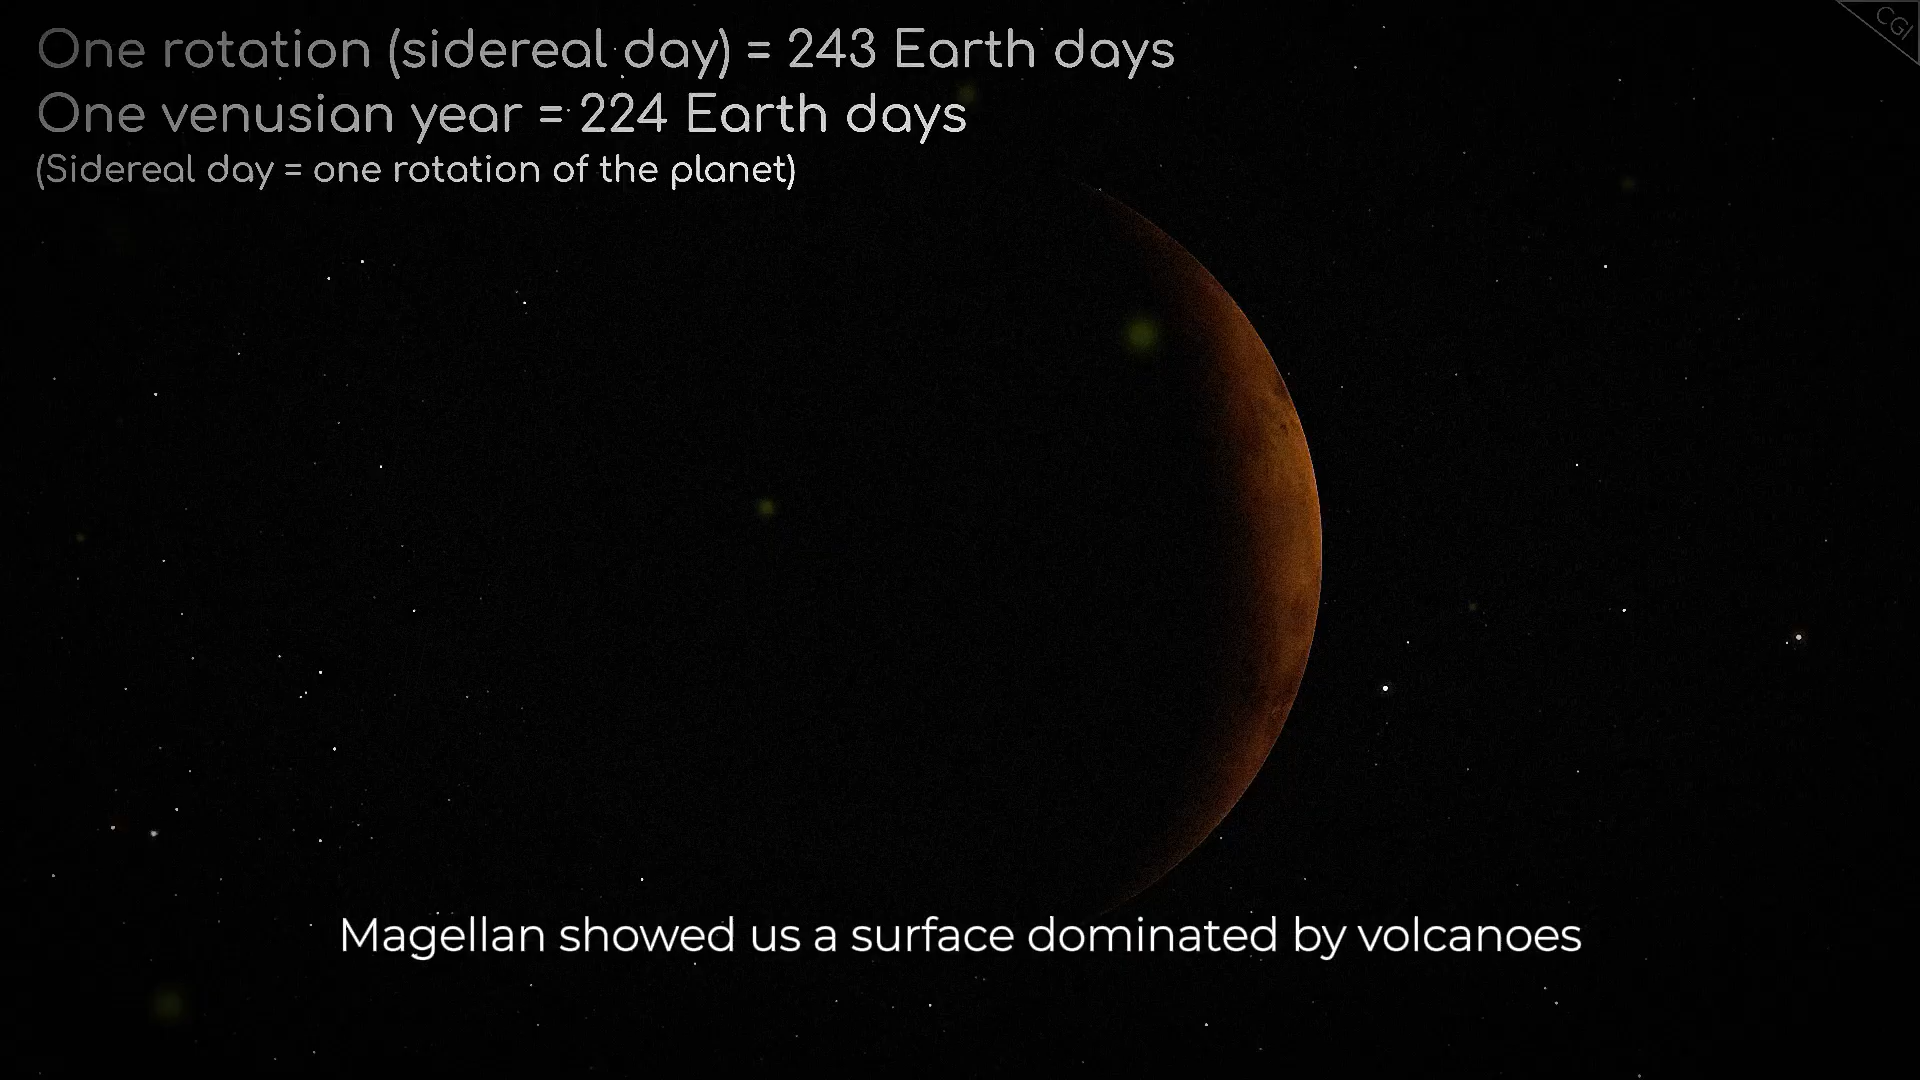 One rotation (sidereal day) = 243 Earth days
One venusian year = 224 Earth days
(Sidereal day = one rotation of the planet)
CGI
Magellan showed us a surface dominated by volcanoes